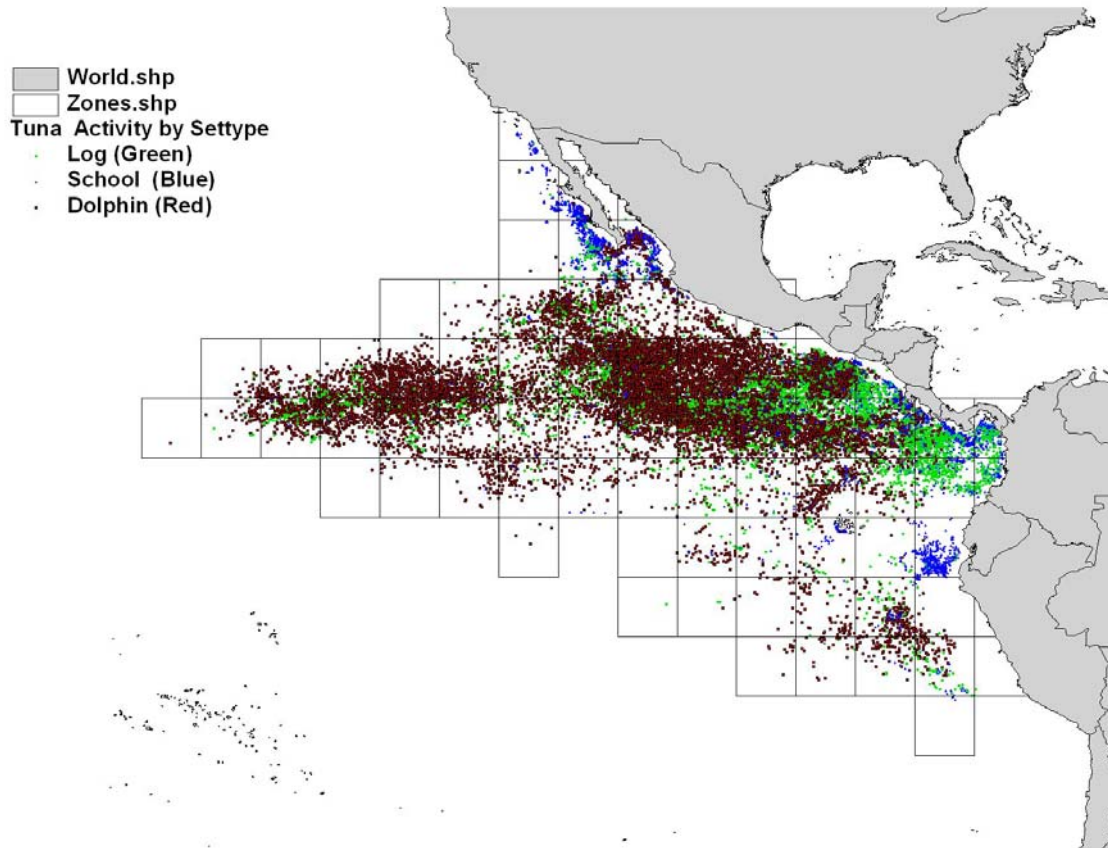 World.shp
Zones.shp
Tuna Activity by Settype
Log (Green)
School (Blue)
Dolphin (Red)